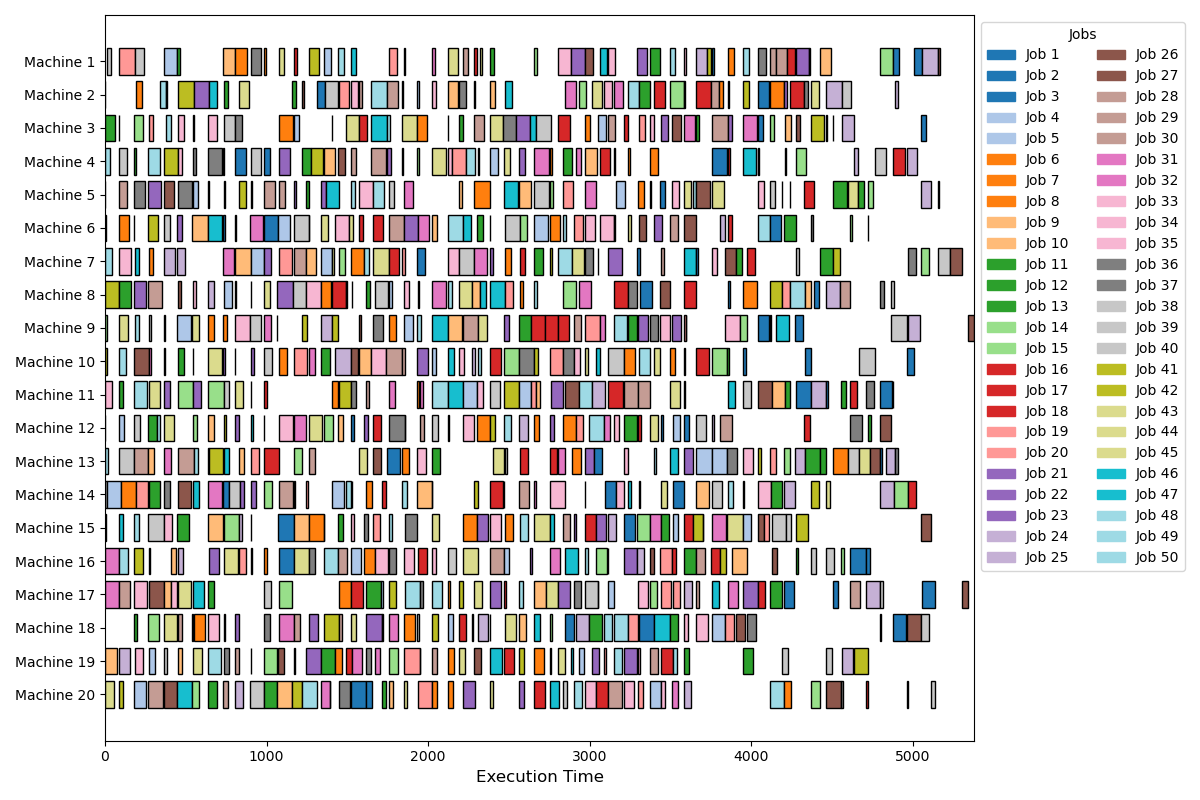 Machine 1
Machine 2
Machine 3
Machine 4
Machine 5
Machine 6
Machine 7
Machine 8
Machine 9
Machine 10
Machine 11
Machine 12
Machine 13
Machine 14
Machine 15
Machine 16
Machine 17
Machine 18
Machine 19
Machine 20
0 1000 2000 3000 4000 5000
Execution Time
Jobs
Job 1 Job 26
Job 2 Job 27
Job 3 Job 28
Job 4 Job 29
Job 5 Job 30
Job 6 Job 31
Job 7 Job 32
Job 8 Job 33
Job 9 Job 34
Job 10 Job 35
Job 11 Job 36
Job 12 Job 37
Job 13 Job 38
Job 14 Job 39
Job 15 Job 40
Job 16 Job 41
Job 17 Job 42
Job 18 Job 43
Job 19 Job 44
Job 20 Job 45
Job 21 Job 46
Job 22 Job 47
Job 23 Job 48
Job 24 Job 49
Job 25 Job 50